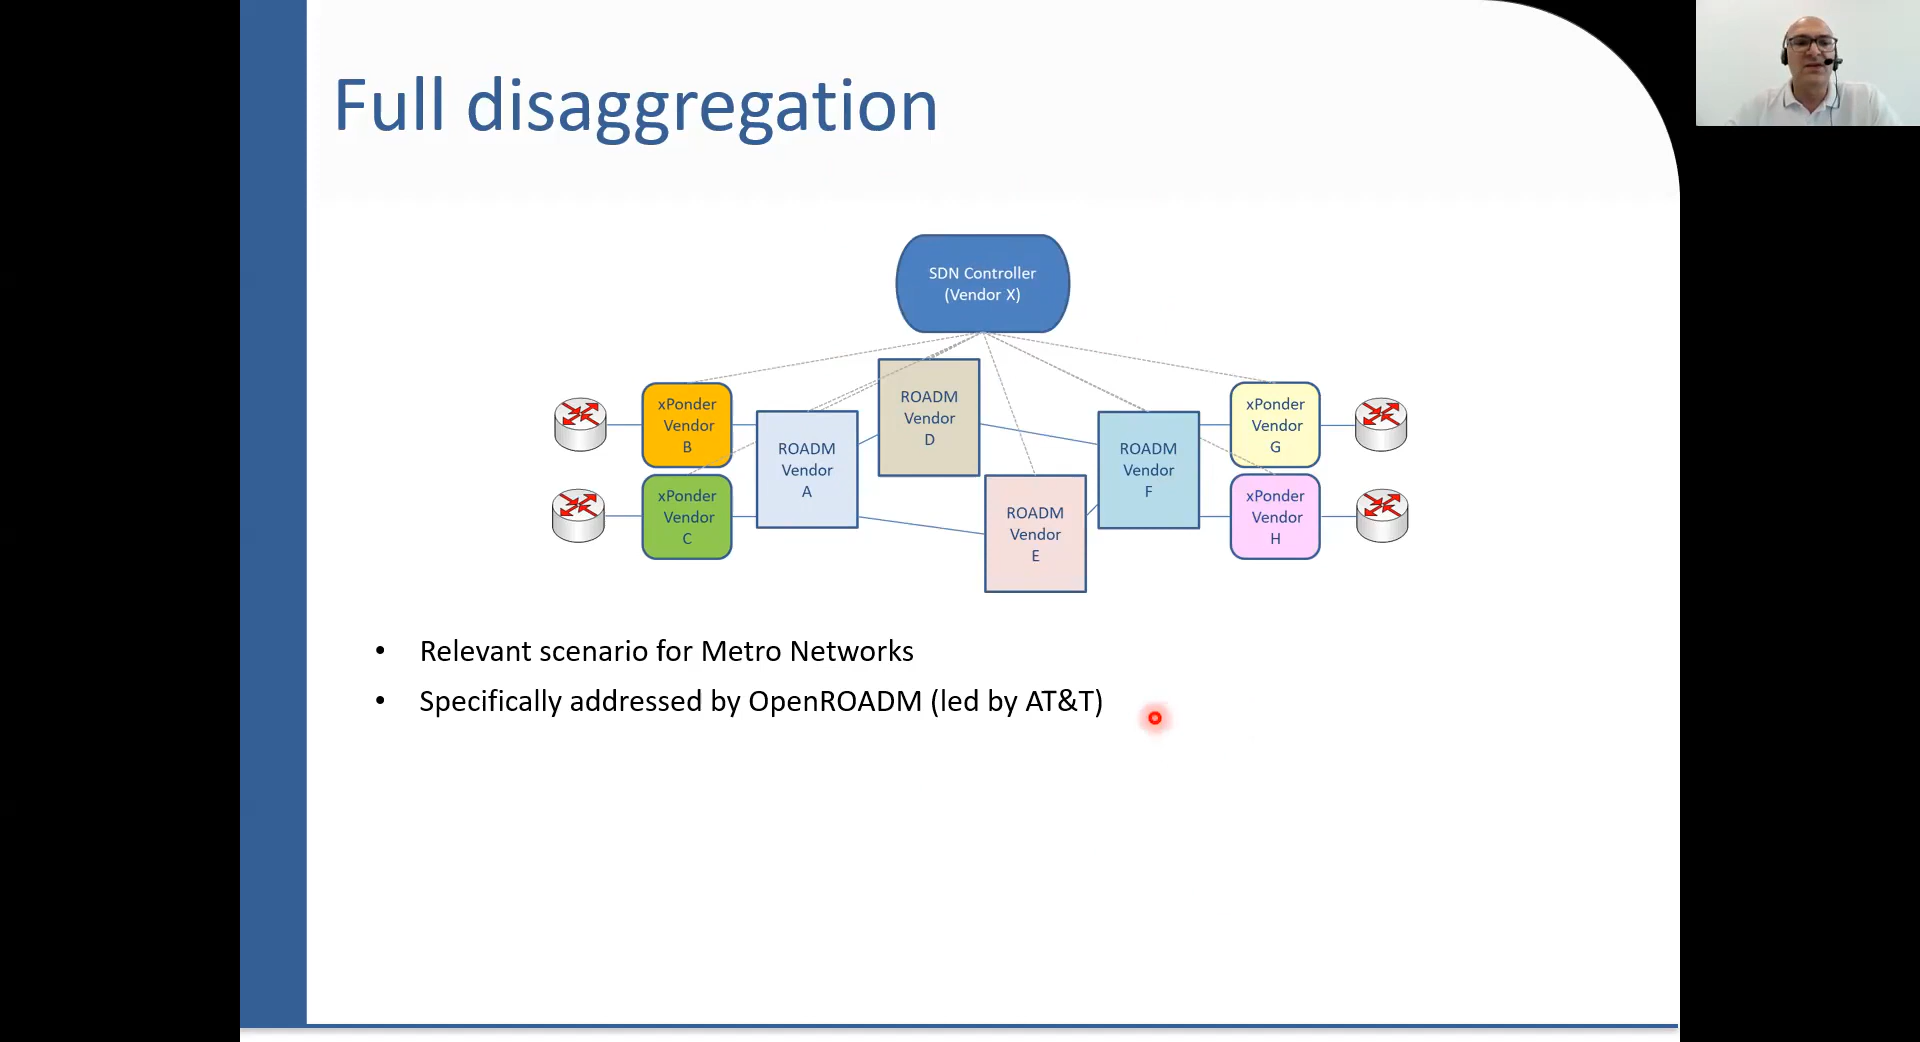 Full disaggregation
SDN Controller
(Vendor X)
xPonder
Vendor
B
xPonder
Vendor
C
ROADM
Vendor
A
ROADM
Vendor
D
ROADM
Vendor
E
ROADM
Vendor
F
xPonder
Vendor
G
xPonder
Vendor
H
• Relevant scenario for Metro Networks
• Specifically addressed by OpenROADM (led by AT&T)